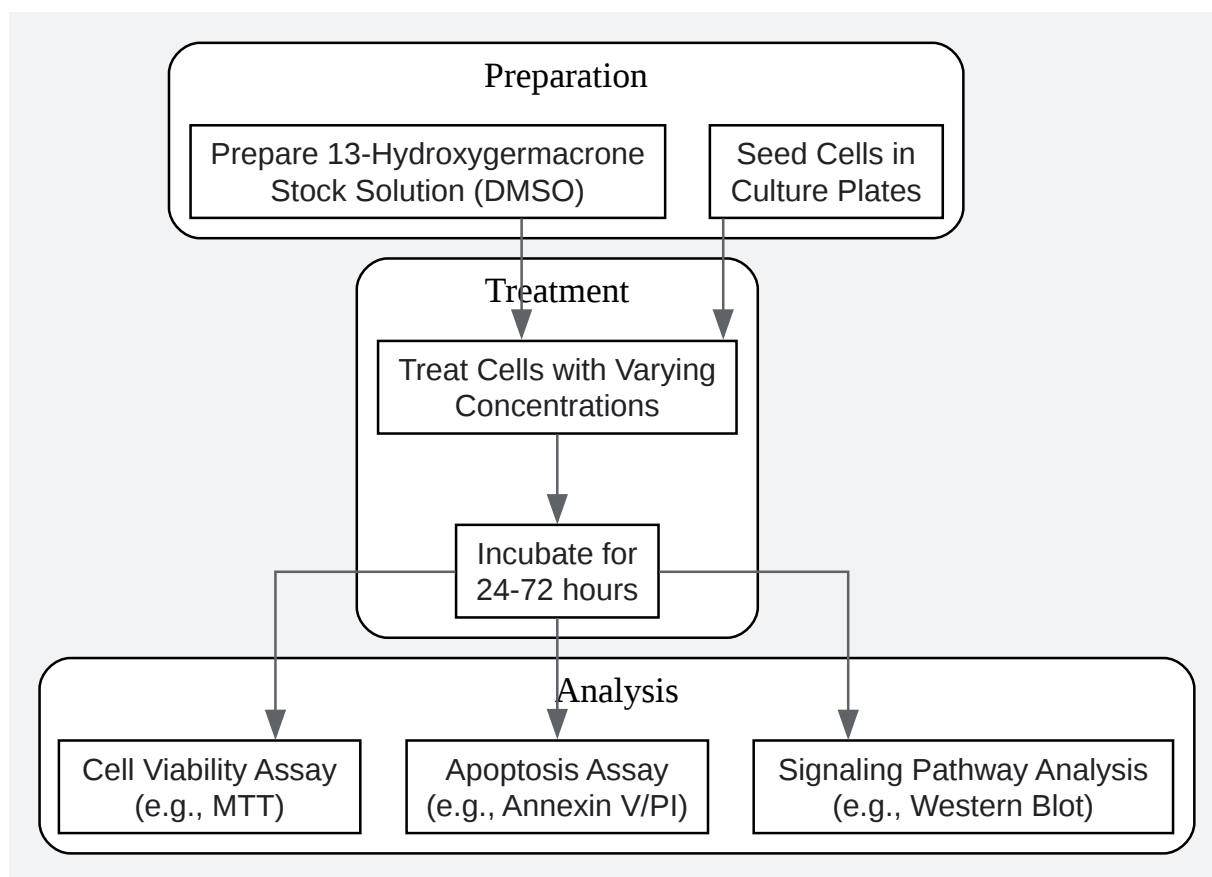 Preparation
Prepare 13-Hydroxygermacrone
Stock Solution (DMSO)
Seed Cells in
Culture Plates
Treatment
Treat Cells with Varying
Concentrations
Incubate for
24-72 hours
Analysis
Cell Viability Assay
(e.g., MTT)
Apoptosis Assay
(e.g., Annexin V/PI)
Signaling Pathway Analysis
(e.g., Western Blot)